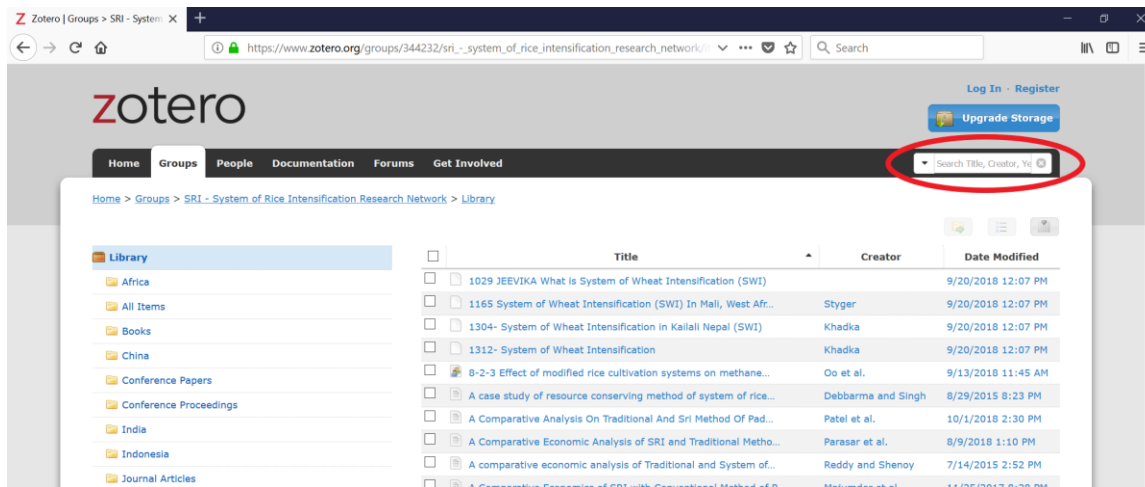 Zotero | Groups > SRI - System
https://www.zotero.org/groups/344232/sri_-_system_of_rice_intensification_research_network/
Search
zotero
Log In · Register
Upgrade Storage
Home Groups People Documentation Forums Get Involved
Search Title, Creator, Ye
Home > Groups > SRI - System of Rice Intensification Research Network > Library
Library
Africa
All Items
Books
China
Conference Papers
Conference Proceedings
India
Indonesia
Journal Articles
Title Creator Date Modified
1029 JEEVIKA What is System of Wheat Intensification (SWI) 9/20/2018 12:07 PM
1165 System of Wheat Intensification (SWI) In Mali, West Afr... Styger 9/20/2018 12:07 PM
1304- System of Wheat Intensification in Kailali Nepal (SWI) Khadka 9/20/2018 12:07 PM
1312- System of Wheat Intensification Khadka 9/20/2018 12:07 PM
8-2-3 Effect of modified rice cultivation systems on methane... Oo et al. 9/13/2018 11:45 AM
A case study of resource conserving method of system of rice... Debbarma and Singh 8/29/2015 8:23 PM
A Comparative Analysis On Traditional And Sri Method Of Pad... Patel et al. 10/1/2018 2:30 PM
A Comparative Economic Analysis of SRI and Traditional Metho... Parasar et al. 8/9/2018 1:10 PM
A comparative economic analysis of Traditional and System of... Reddy and Shenoy 7/14/2015 2:52 PM
A Comparative Economics of SRI with Conventional Method of